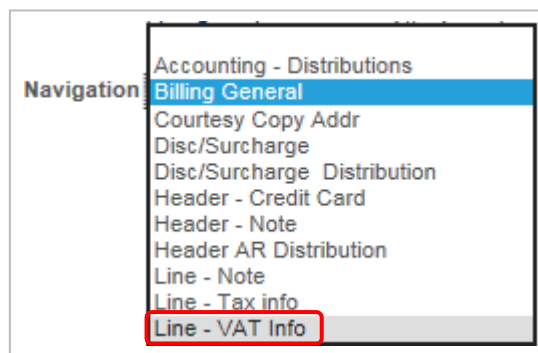 Navigation
Accounting - Distributions
Billing General
Courtesy Copy Addr
Disc/Surcharge
Disc/Surcharge Distribution
Header - Credit Card
Header - Note
Header AR Distribution
Line - Note
Line - Tax info
Line - VAT Info